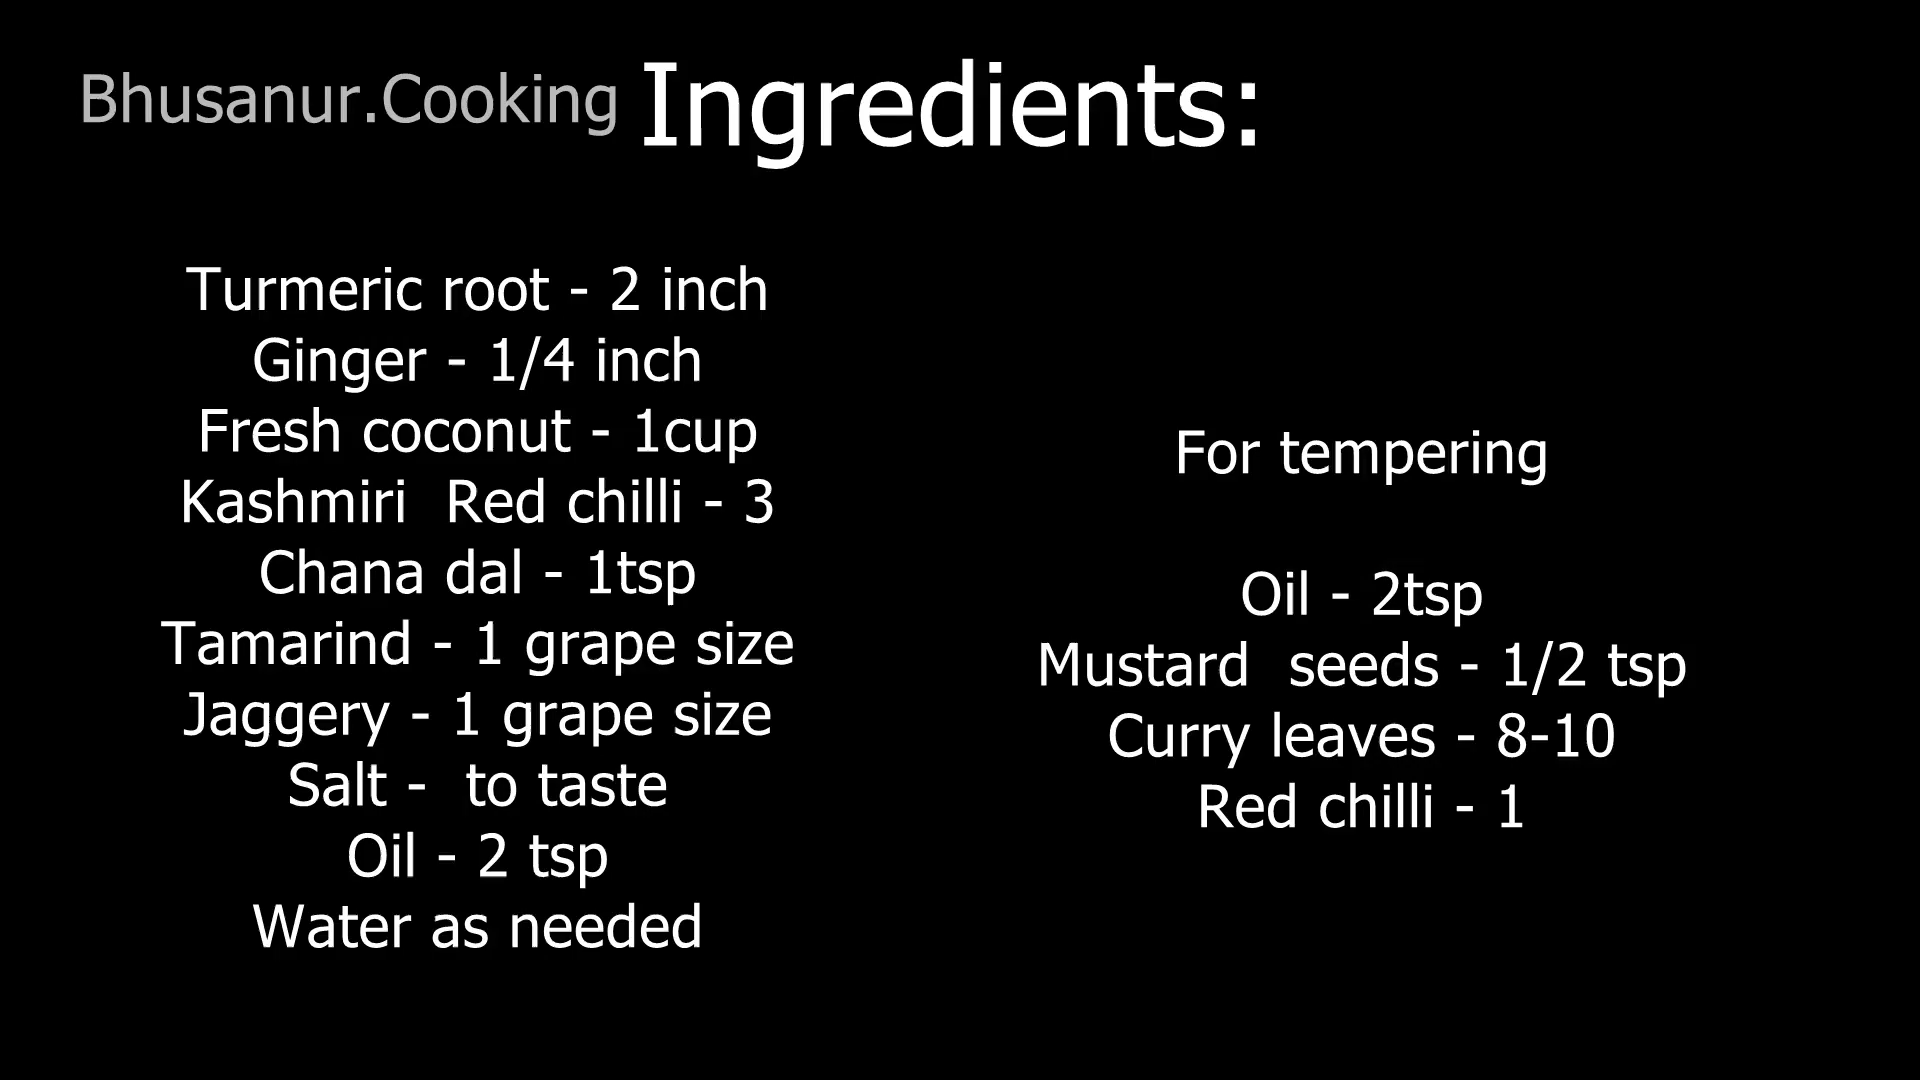 Bhusanur.Cooking
Ingredients:
Turmeric root - 2 inch
Ginger - 1/4 inch
Fresh coconut - 1cup
Kashmiri  Red chilli - 3
Chana dal - 1tsp
Tamarind - 1 grape size
Jaggery - 1 grape size
Salt -  to taste
Oil - 2 tsp
Water as needed
For tempering
Oil - 2tsp
Mustard  seeds - 1/2 tsp
Curry leaves - 8-10
Red chilli - 1